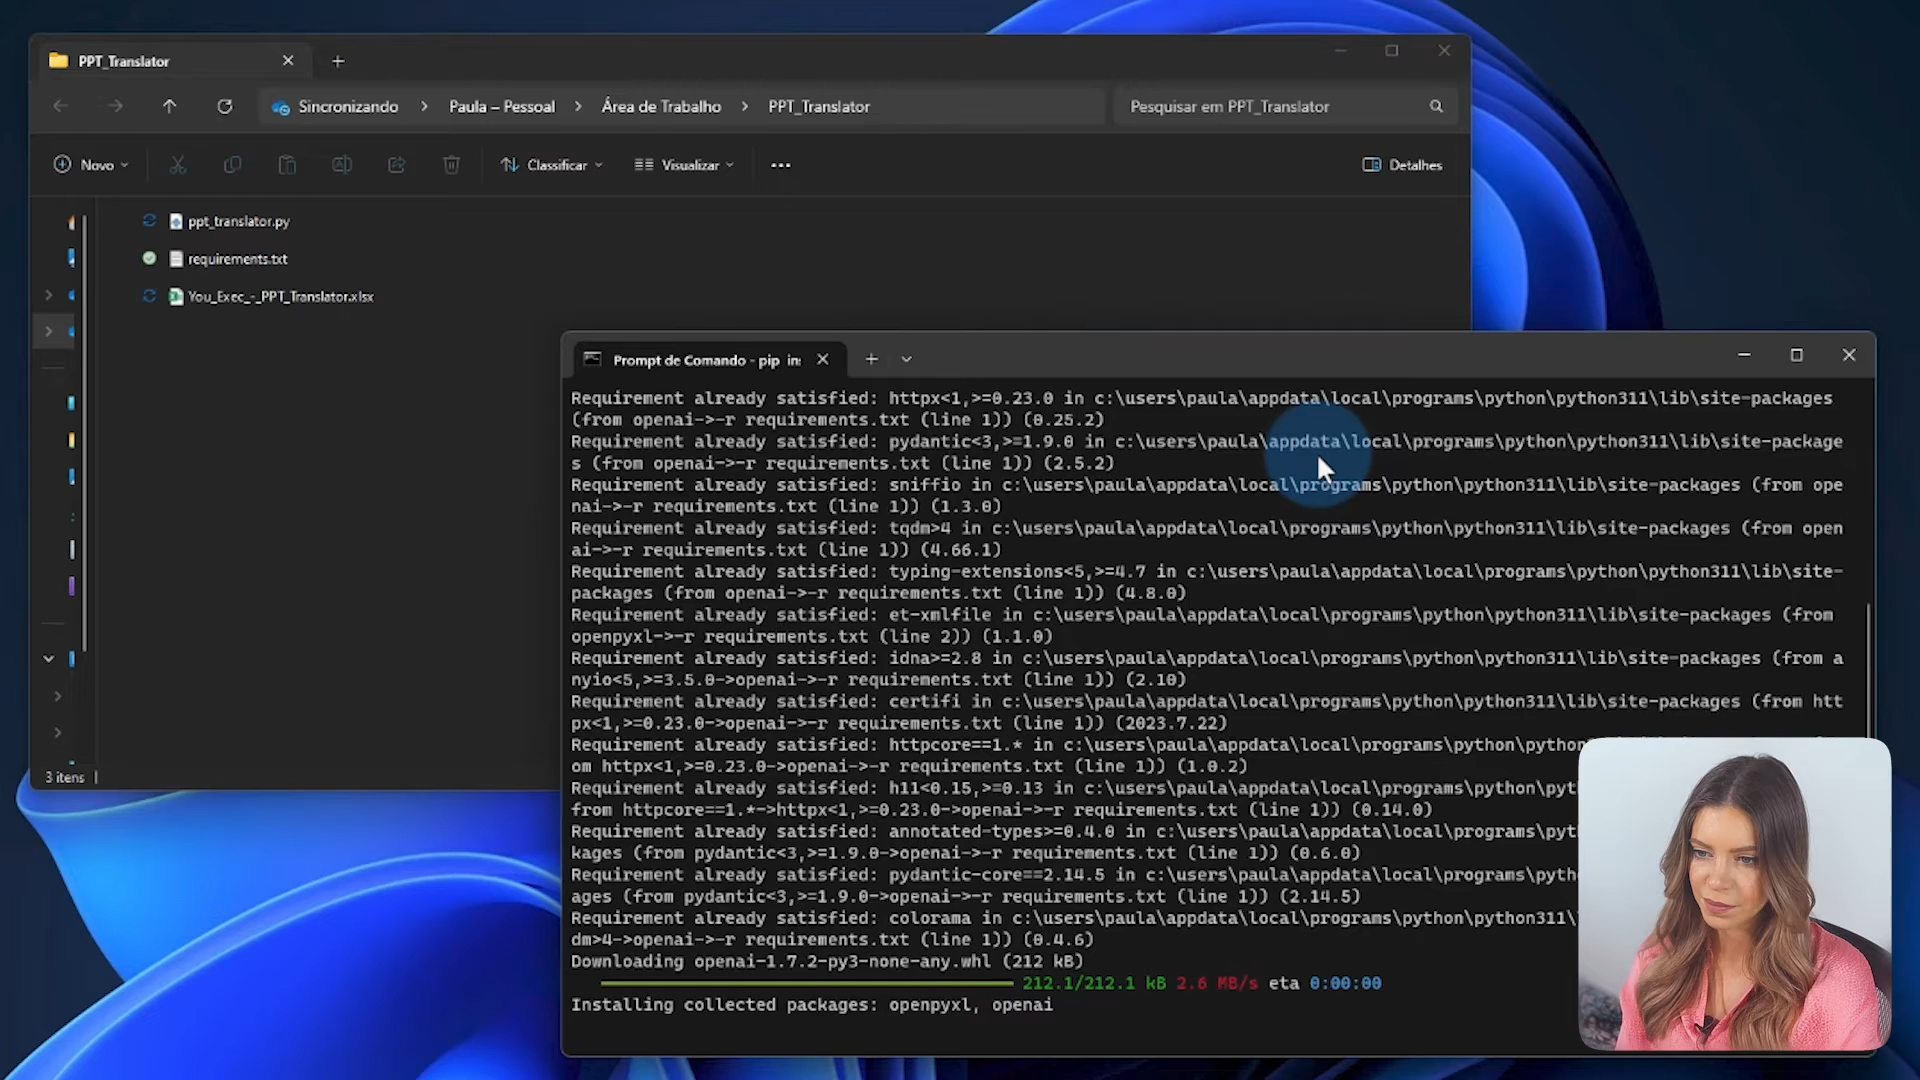 PPT_Translator
Sincronizando > Paula – Pessoal > Área de Trabalho > PPT_Translator
Pesquisar em PPT_Translator
Novo
Classificar
Visualizar
Detalhes
ppt_translator.py
requirements.txt
You_Exec_-_PPT_Translator.xlsx
3 itens
Prompt de Comando - pip ins
Requirement already satisfied: httpx<1,>=0.23.0 in c:\users\paula\appdata\local\programs\python\python311\lib\site-packages
(from openai->-r requirements.txt (line 1)) (0.25.2)
Requirement already satisfied: pydantic<3,>=1.9.0 in c:\users\paula\appdata\local\programs\python\python311\lib\site-package
s (from openai->-r requirements.txt (line 1)) (2.5.2)
Requirement already satisfied: sniffio in c:\users\paula\appdata\local\programs\python\python311\lib\site-packages (from ope
nai->-r requirements.txt (line 1)) (1.3.0)
Requirement already satisfied: tqdm>4 in c:\users\paula\appdata\local\programs\python\python311\lib\site-packages (from open
ai->-r requirements.txt (line 1)) (4.66.1)
Requirement already satisfied: typing-extensions<5,>=4.7 in c:\users\paula\appdata\local\programs\python\python311\lib\site-
packages (from openai->-r requirements.txt (line 1)) (4.8.0)
Requirement already satisfied: et-xmlfile in c:\users\paula\appdata\local\programs\python\python311\lib\site-packages (from
openpyxl->-r requirements.txt (line 2)) (1.1.0)
Requirement already satisfied: idna>=2.8 in c:\users\paula\appdata\local\programs\python\python311\lib\site-packages (from a
nyio<5,>=3.5.0->openai->-r requirements.txt (line 1)) (2.10)
Requirement already satisfied: certifi in c:\users\paula\appdata\local\programs\python\python311\lib\site-packages (from htt
px<1,>=0.23.0->openai->-r requirements.txt (line 1)) (2023.7.22)
Requirement already satisfied: httpcore==1.* in c:\users\paula\appdata\local\programs\python\python
om httpx<1,>=0.23.0->openai->-r requirements.txt (line 1)) (1.0.2)
Requirement already satisfied: h11<0.15,>=0.13 in c:\users\paula\appdata\local\programs\python\pyt
from httpcore==1.*->httpx<1,>=0.23.0->openai->-r requirements.txt (line 1)) (0.14.0)
Requirement already satisfied: annotated-types>=0.4.0 in c:\users\paula\appdata\local\programs\pyt
kages (from pydantic<3,>=1.9.0->openai->-r requirements.txt (line 1)) (0.6.0)
Requirement already satisfied: pydantic-core==2.14.5 in c:\users\paula\appdata\local\programs\pyth
ages (from pydantic<3,>=1.9.0->openai->-r requirements.txt (line 1)) (2.14.5)
Requirement already satisfied: colorama in c:\users\paula\appdata\local\programs\python\python311\
dm>4->openai->-r requirements.txt (line 1)) (0.4.6)
Downloading openai-1.7.2-py3-none-any.whl (212 kB)
212.1/212.1 kB 2.6 MB/s eta 0:00:00
Installing collected packages: openpyxl, openai